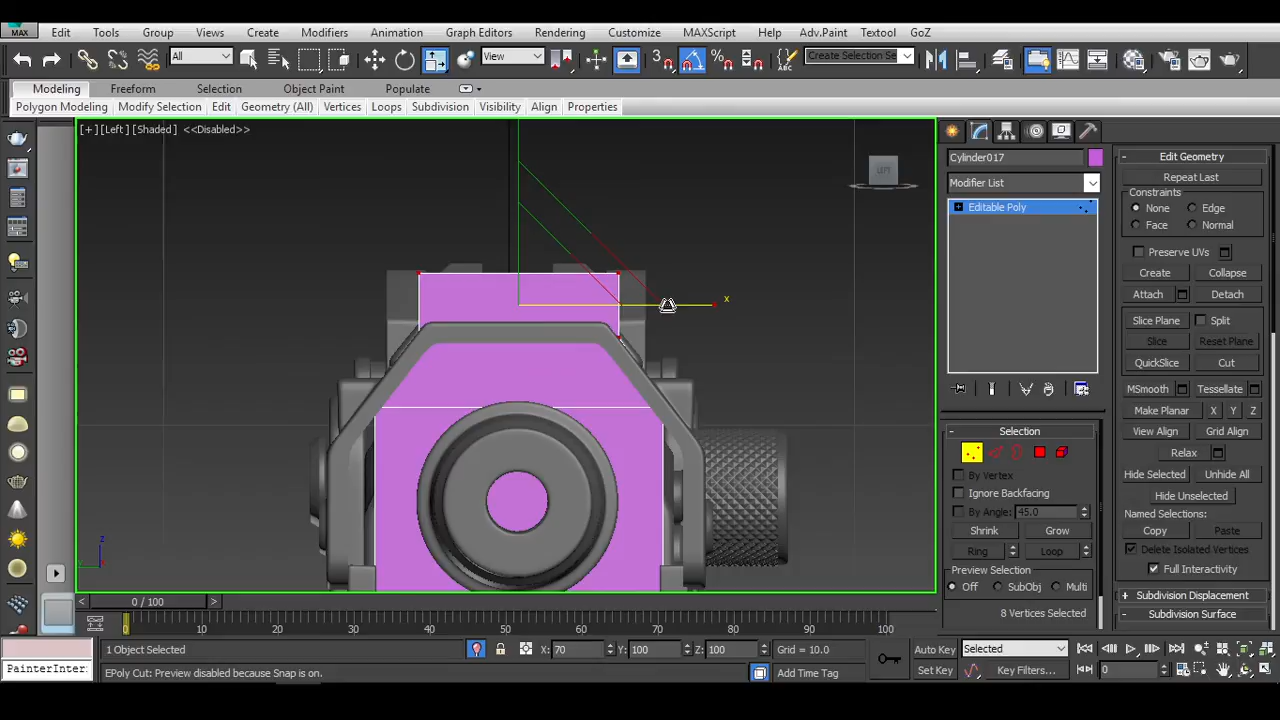 MAX Edit Tools Group Views Create Modifiers Animation Graph Editors Rendering Customize MAXScript Help Adv.Paint Textool GoZ
All View 3 Create Selection Se
Modeling Freeform Selection Object Paint Populate
Polygon Modeling Modify Selection Edit Geometry (All) Vertices Loops Subdivision Visibility Align Properties
[+] [Left] [Shaded] <<Disabled>>
LEFT
x
z
Cylinder017
Modifier List
Editable Poly
Selection
By Vertex
Ignore Backfacing
By Angle: 45.0
Shrink Grow
Ring Loop
Preview Selection
Off SubObj Multi
8 Vertices Selected
Edit Geometry
Repeat Last
Constraints
None Edge
Face Normal
Preserve UVs
Create Collapse
Attach Detach
Slice Plane Split
Slice Reset Plane
QuickSlice Cut
MSmooth Tessellate
Make Planar X Y Z
View Align Grid Align
Relax
Hide Selected Unhide All
Hide Unselected
Named Selections:
Copy Paste
Delete Isolated Vertices
Full Interactivity
Subdivision Displacement
Subdivision Surface
< 0 / 100 >
0 10 20 30 40 50 60 70 80 90 100
1 Object Selected X: 70 Y: 100 Z: 100 Grid = 10.0 Auto Key Selected
PainterInter EPoly Cut: Preview disabled because Snap is on. Add Time Tag Set Key Key Filters... 0